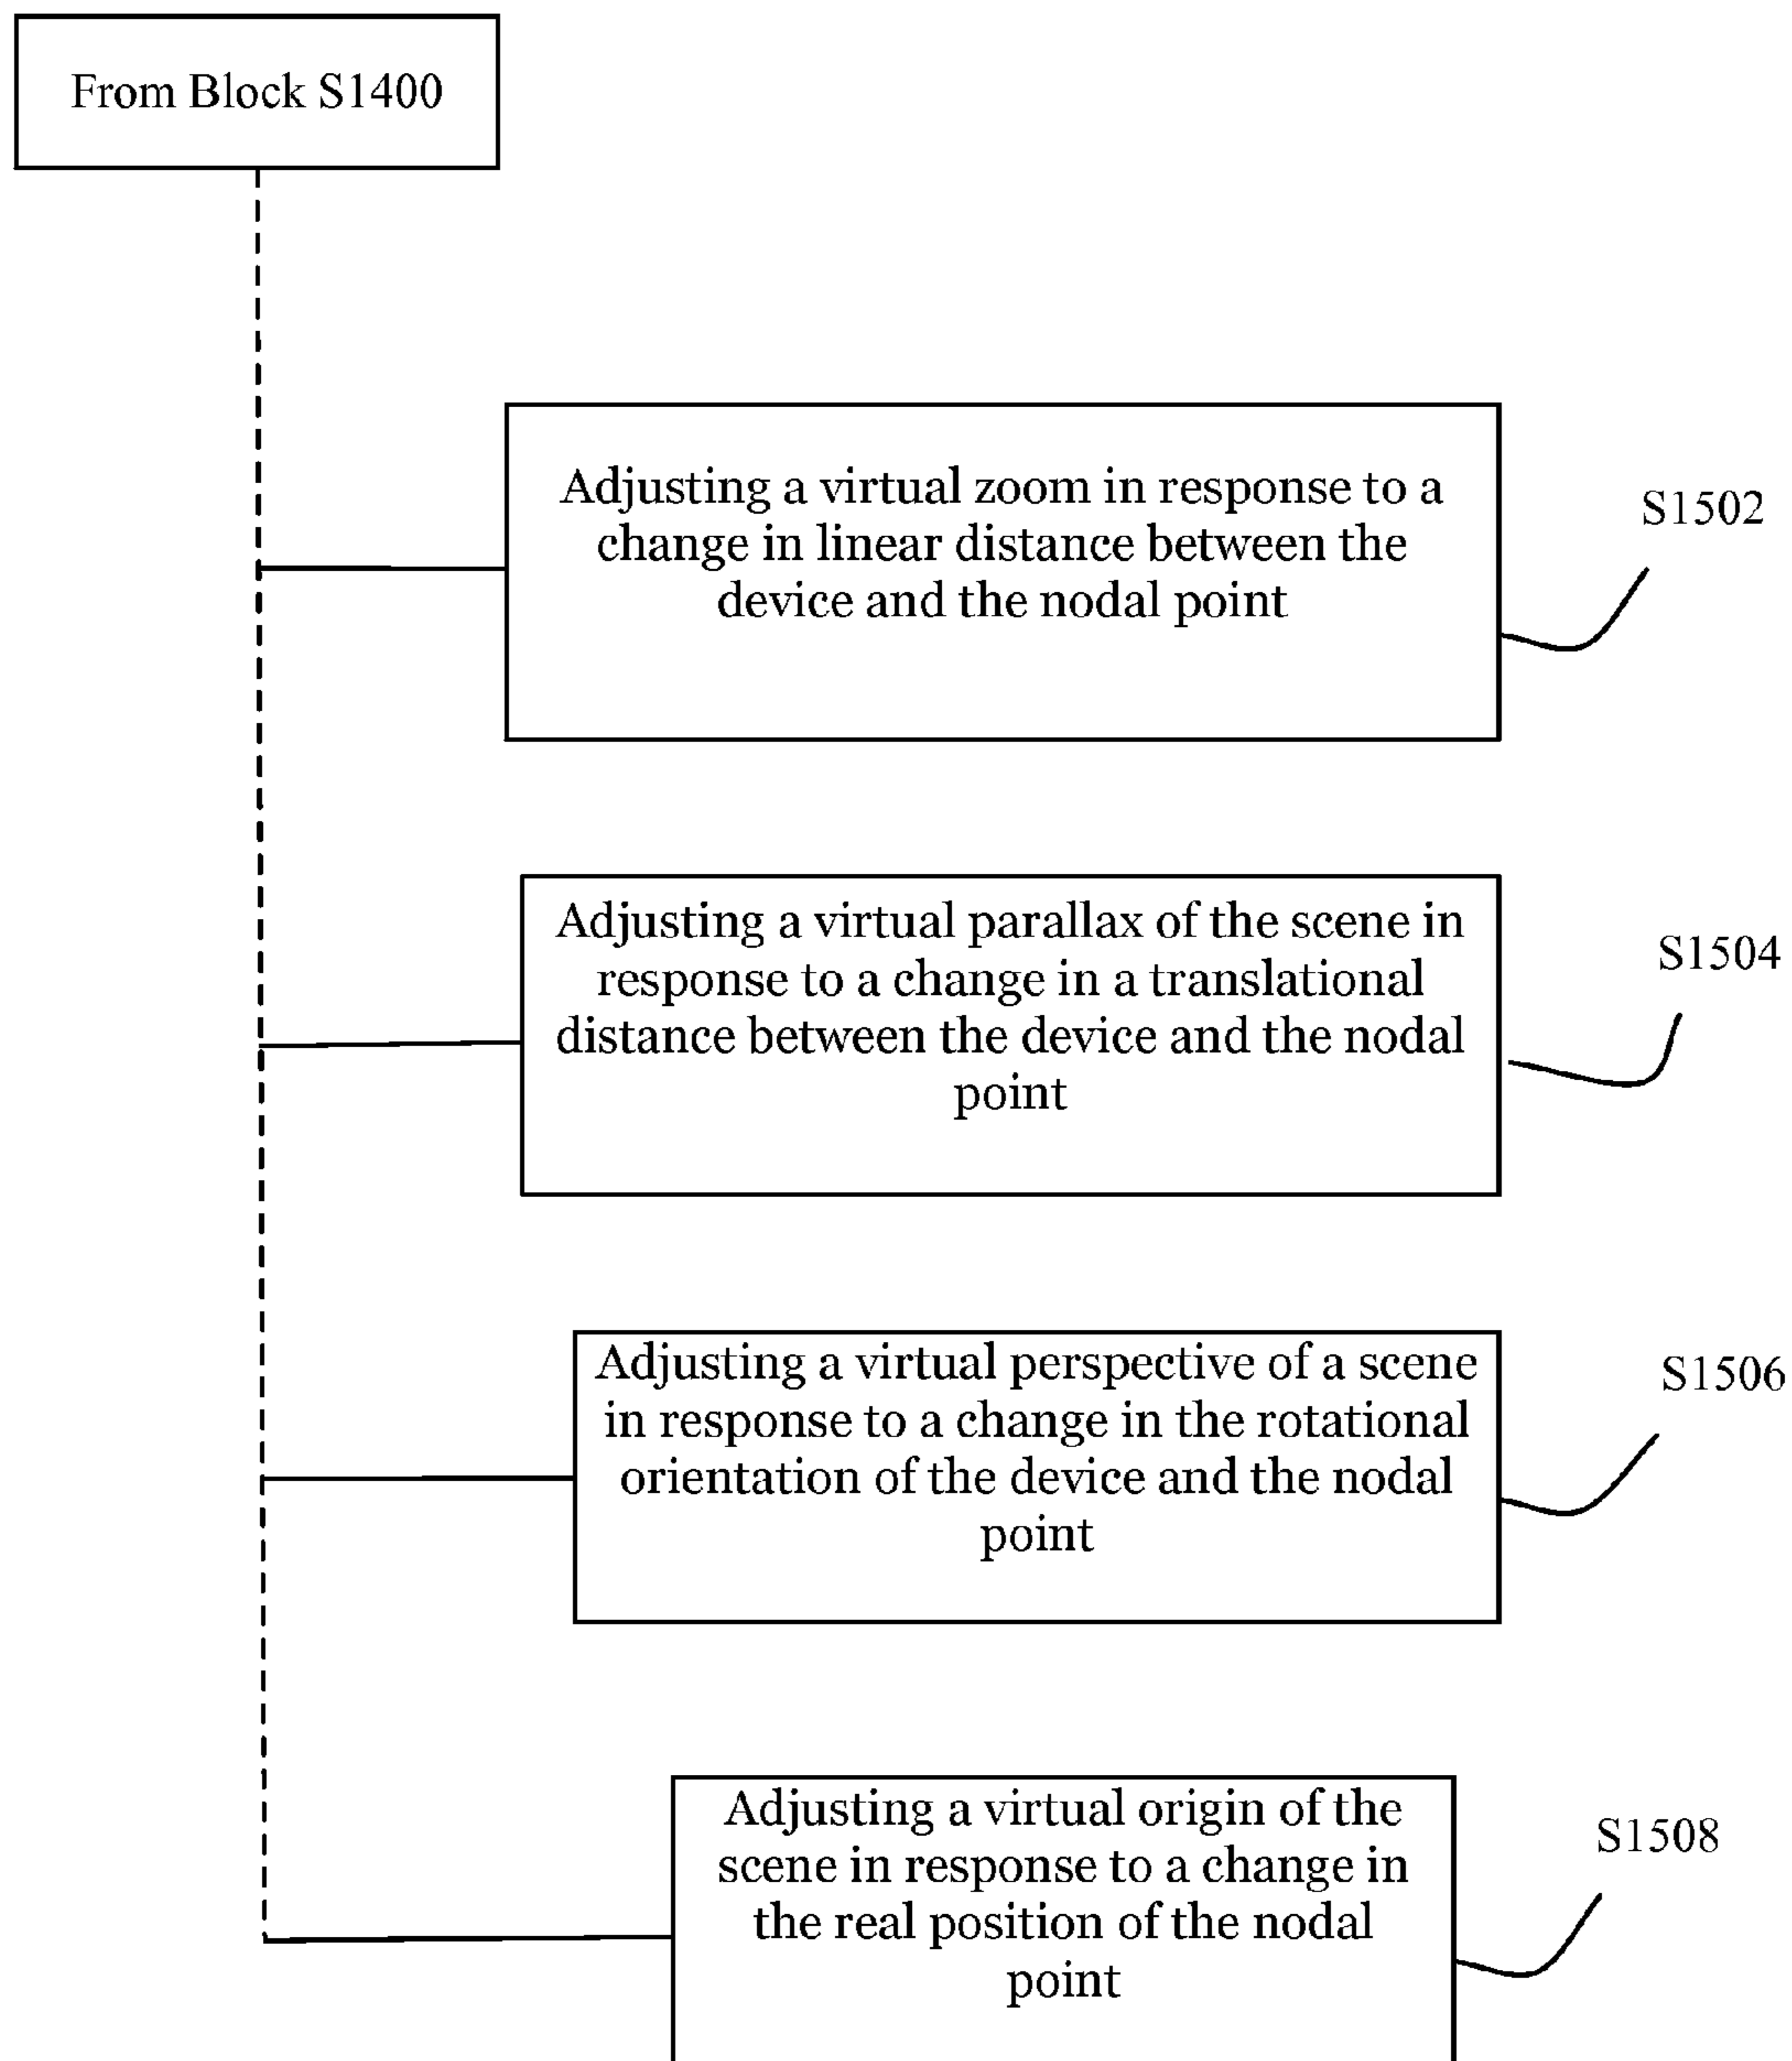 From Block S1400
Adjusting a virtual zoom in response to a
change in linear distance between the
device and the nodal point
S1502
Adjusting a virtual parallax of the scene in
response to a change in a translational
distance between the device and the nodal
point
S1504
Adjusting a virtual perspective of a scene
in response to a change in the rotational
orientation of the device and the nodal
point
S1506
Adjusting a virtual origin of the
scene in response to a change in
the real position of the nodal
point
S1508